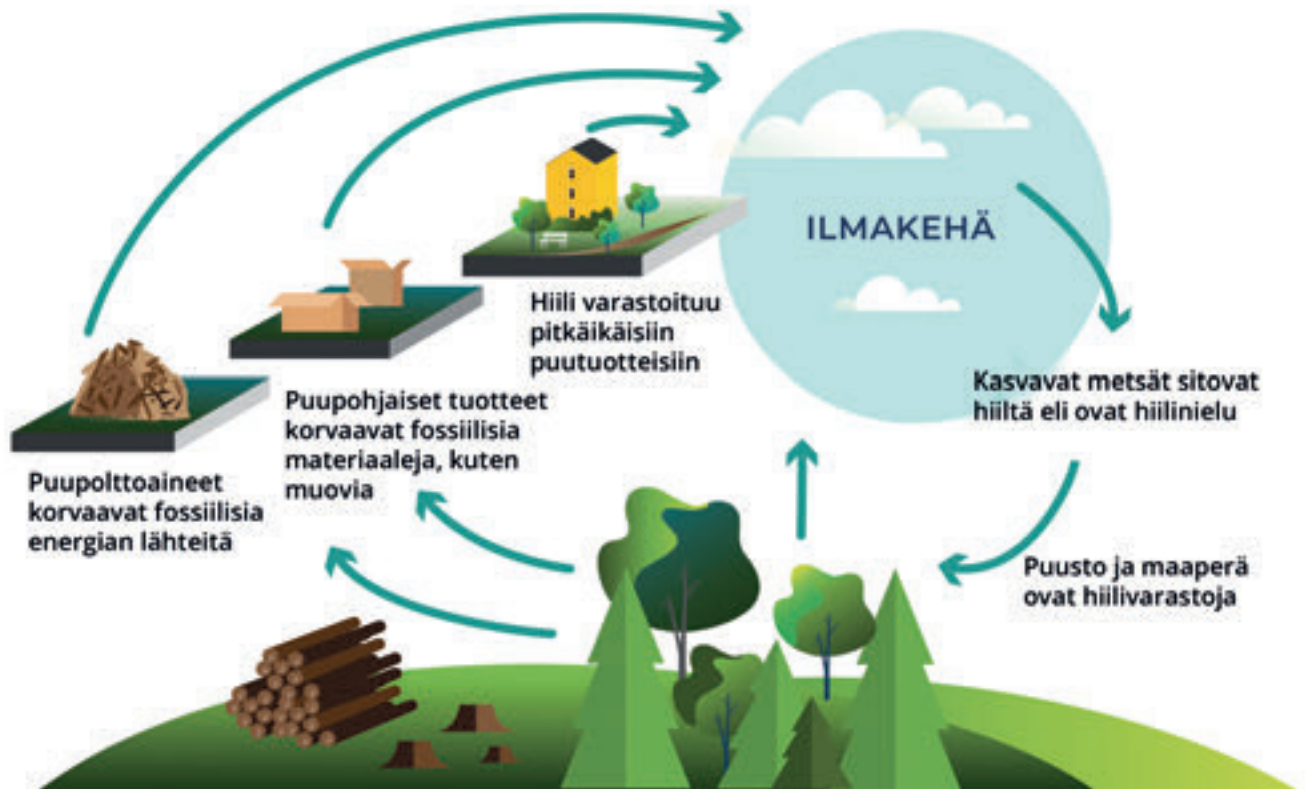 ILMAKEHÄ
Hiili varastoituu
pitkäikäisiin
puutuotteisiin
Puupohjaiset tuotteet
korvaavat fossiilisia
materiaaleja, kuten
muovia
Puupolttoaineet
korvaavat fossiilisia
energian lähteitä
Kasvavat metsät sitovat
hiiltä eli ovat hiilinielu
Puusto ja maaperä
ovat hiilivarastoja